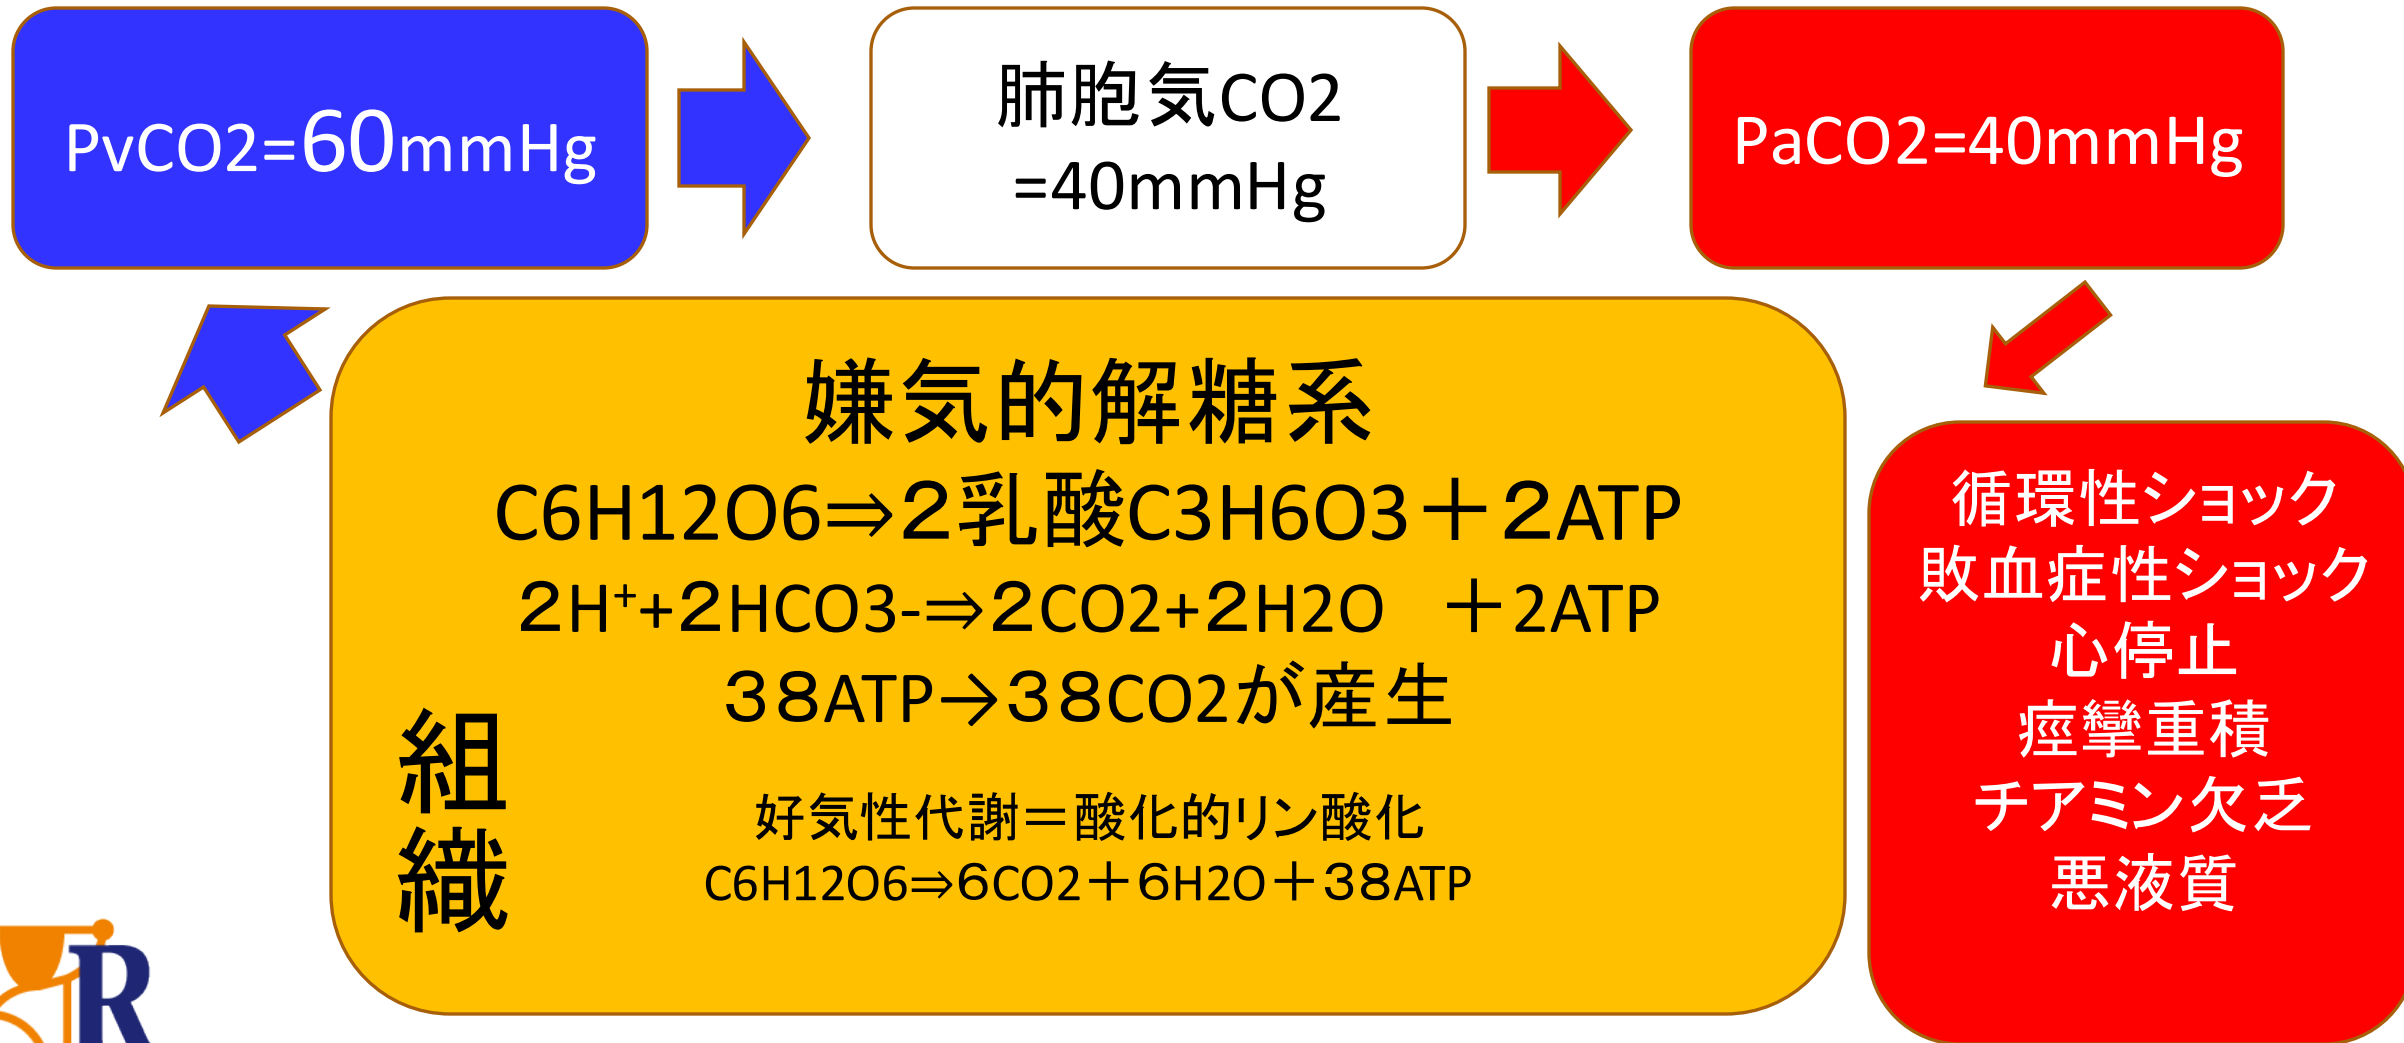 PvCO2=60mmHg
肺胞気CO2
=40mmHg
PaCO2=40mmHg
嫌気的解糖系
C6H12O6⇒２乳酸C3H6O3＋２ATP
２H⁺+２HCO3-⇒２CO2+２H2O　＋2ATP
３８ATP→３８CO2が産生
好気性代謝＝酸化的リン酸化
C6H12O6⇒６CO2＋６H2O＋３８ATP
組
織
循環性ショック
敗血症性ショック
心停止
痙攣重積
チアミン欠乏
悪液質
R